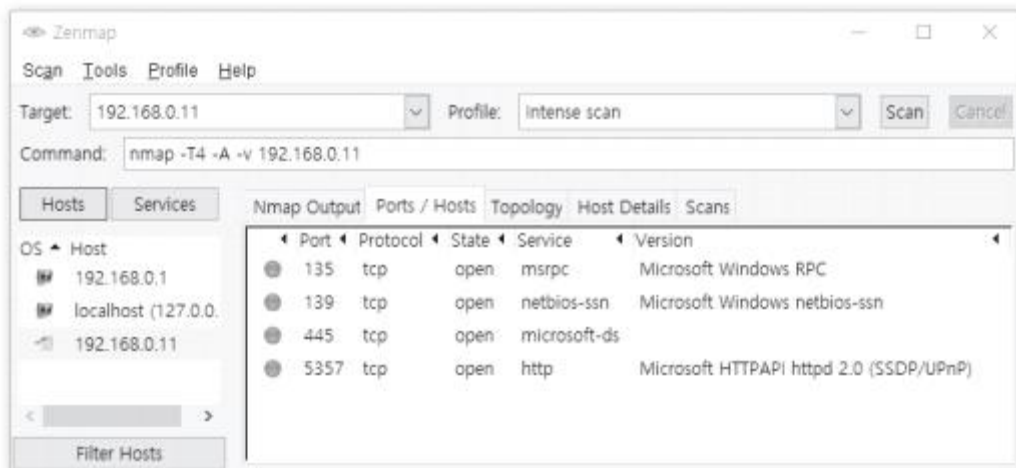 Zenmap
Scan Tools Profile Help
Target: 192.168.0.11 Profile: Intense scan Scan Cancel
Command: nmap -T4 -A -v 192.168.0.11
Hosts Services Nmap Output Ports / Hosts Topology Host Details Scans
OS Host
192.168.0.1
localhost (127.0.0.
192.168.0.11
Filter Hosts
Port Protocol State Service Version
135 tcp open msrpc Microsoft Windows RPC
139 tcp open netbios-ssn Microsoft Windows netbios-ssn
445 tcp open microsoft-ds
5357 tcp open http Microsoft HTTPAPI httpd 2.0 (SSDP/UPnP)